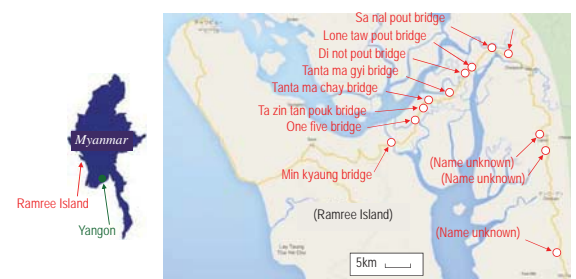 Myanmar
Ramree Island
Yangon
Sa nal pout bridge
Lone taw pout bridge
Di not pout bridge
Tanta ma gyi bridge
Tanta ma chay bridge
Ta zin tan pouk bridge
One five bridge
Min kyaung bridge
(Name unknown)
(Name unknown)
(Ramree Island)
(Name unknown)
5km